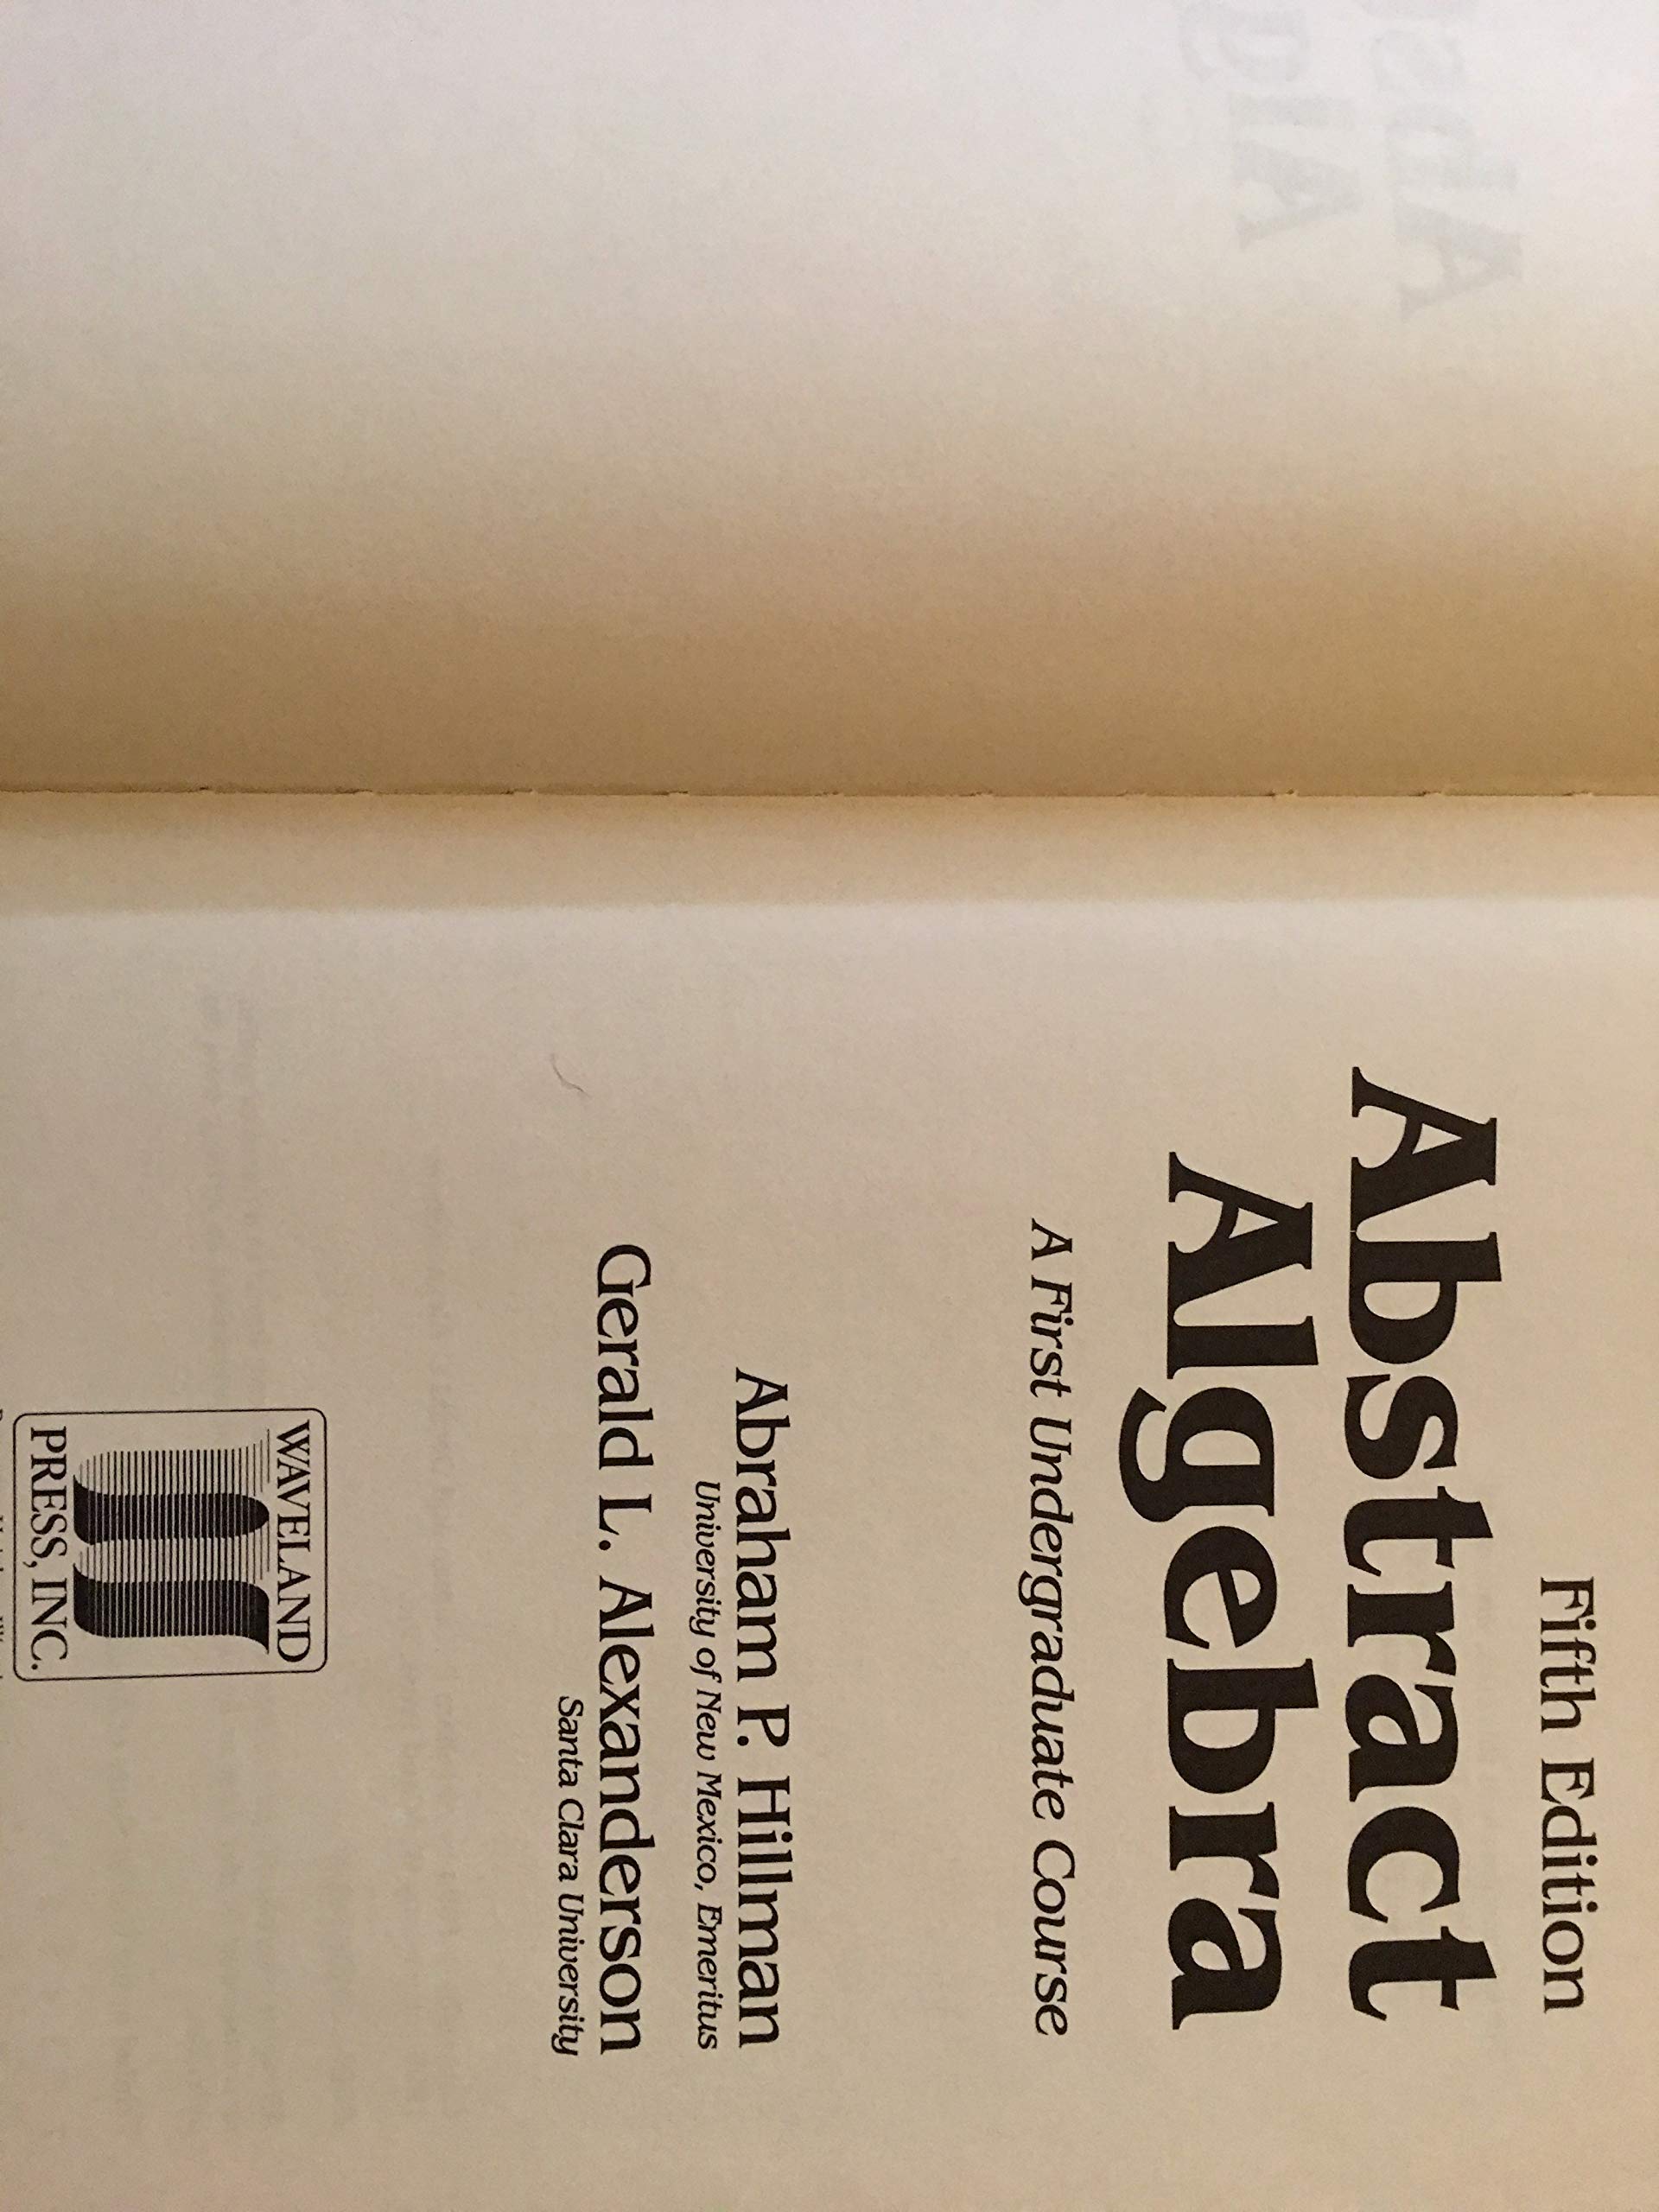 Fifth Edition
Abstract
Algebra
A First Undergraduate Course
Abraham P. Hillman
University of New Mexico, Emeritus
Gerald L. Alexanderson
Santa Clara University
WAVELAND
PRESS, INC.